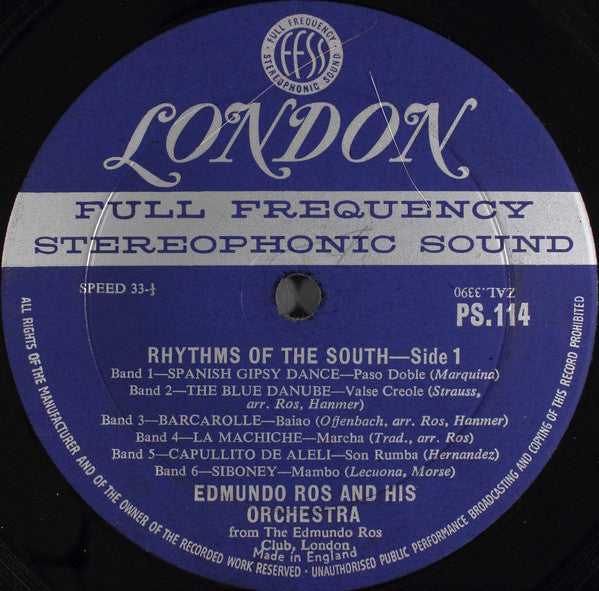 FULL FREQUENCY
STEREOPHONIC SOUND
FFSS
LONDON
FULL FREQUENCY
STEREOPHONIC SOUND
SPEED 33-⅓
ZAL.3390
PS.114
RHYTHMS OF THE SOUTH—Side 1
Band 1—SPANISH GIPSY DANCE—Paso Doble (Marquina)
Band 2—THE BLUE DANUBE—Valse Creole (Strauss,
arr. Ros, Hanmer)
Band 3—BARCAROLLE—Baiao (Offenbach, arr. Ros, Hanmer)
Band 4—LA MACHICHE—Marcha (Trad., arr. Ros)
Band 5—CAPULLITO DE ALELI—Son Rumba (Hernandez)
Band 6—SIBONEY—Mambo (Lecuona, Morse)
EDMUNDO ROS AND HIS
ORCHESTRA
from The Edmundo Ros
Club, London
Made in England
ALL RIGHTS OF THE MANUFACTURER AND OF THE OWNER OF THE RECORDED WORK RESERVED · UNAUTHORISED PUBLIC PERFORMANCE BROADCASTING AND COPYING OF THIS RECORD PROHIBITED